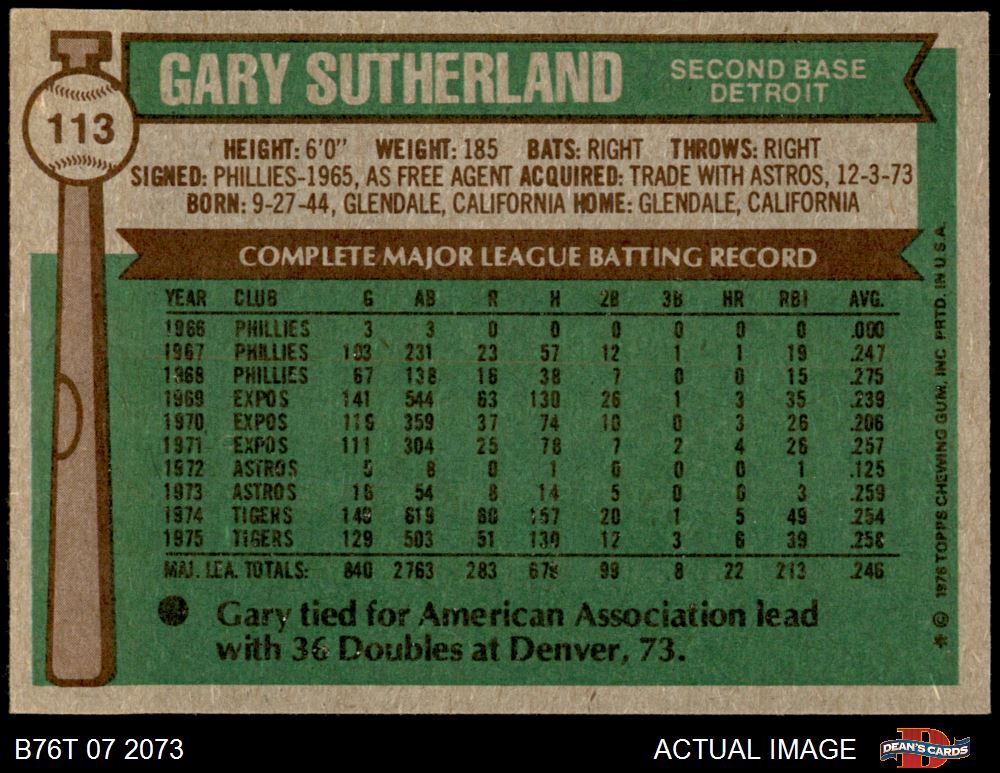 113
GARY SUTHERLAND
SECOND BASE
DETROIT
HEIGHT: 6'0" WEIGHT: 185 BATS: RIGHT THROWS: RIGHT
SIGNED: PHILLIES-1965, AS FREE AGENT ACQUIRED: TRADE WITH ASTROS, 12-3-73
BORN: 9-27-44, GLENDALE, CALIFORNIA HOME: GLENDALE, CALIFORNIA
COMPLETE MAJOR LEAGUE BATTING RECORD
YEAR CLUB G AB R H 2B 3B HR RBI AVG.
1966 PHILLIES 3 3 0 0 0 0 0 0 .000
1967 PHILLIES 103 231 23 57 12 1 1 19 .247
1968 PHILLIES 67 138 16 38 7 0 0 15 .275
1969 EXPOS 141 544 63 130 26 1 3 35 .239
1970 EXPOS 116 359 37 74 10 0 3 26 .206
1971 EXPOS 111 304 25 78 7 2 4 26 .257
1972 ASTROS 5 8 0 1 0 0 0 1 .125
1973 ASTROS 16 54 8 14 5 0 0 3 .259
1974 TIGERS 149 619 60 157 20 1 5 49 .254
1975 TIGERS 129 503 51 130 12 3 6 39 .258
MAJ. LEA. TOTALS: 840 2763 283 679 99 8 22 213 .246
Gary tied for American Association lead
with 36 Doubles at Denver, 73.
* © 1976 TOPPS CHEWING GUM, INC. PRTD. IN U.S.A.
B76T 07 2073
ACTUAL IMAGE
DEAN'S CARDS